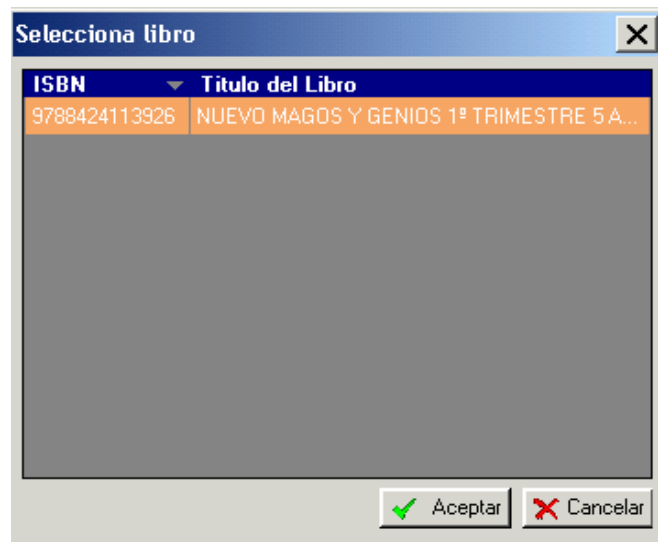 Selecciona libro
ISBN Titulo del Libro
9788424113926 NUEVO MAGOS Y GENIOS 1º TRIMESTRE 5 A...
Aceptar Cancelar